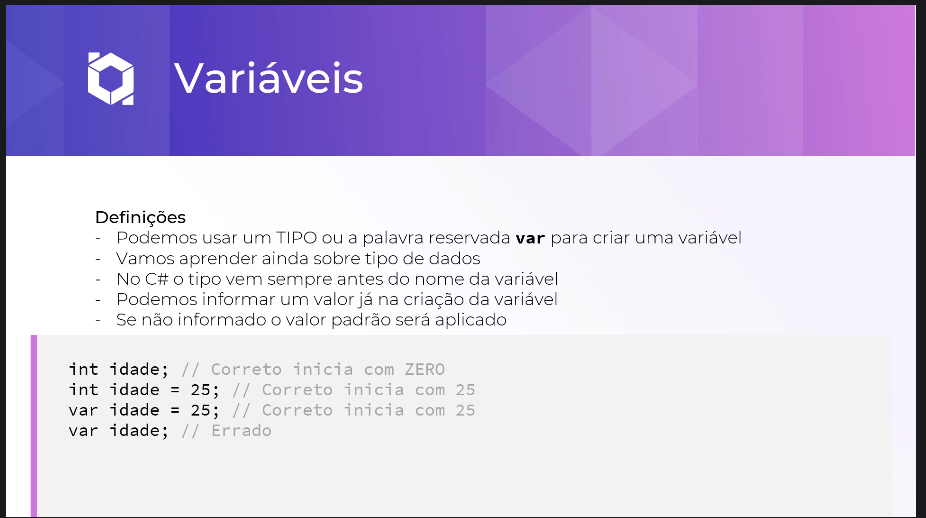 Variáveis
Definições
- Podemos usar um TIPO ou a palavra reservada var para criar uma variável
- Vamos aprender ainda sobre tipo de dados
- No C# o tipo vem sempre antes do nome da variável
- Podemos informar um valor já na criação da variável
- Se não informado o valor padrão será aplicado
int idade; // Correto inicia com ZERO
int idade = 25; // Correto inicia com 25
var idade = 25; // Correto inicia com 25
var idade; // Errado